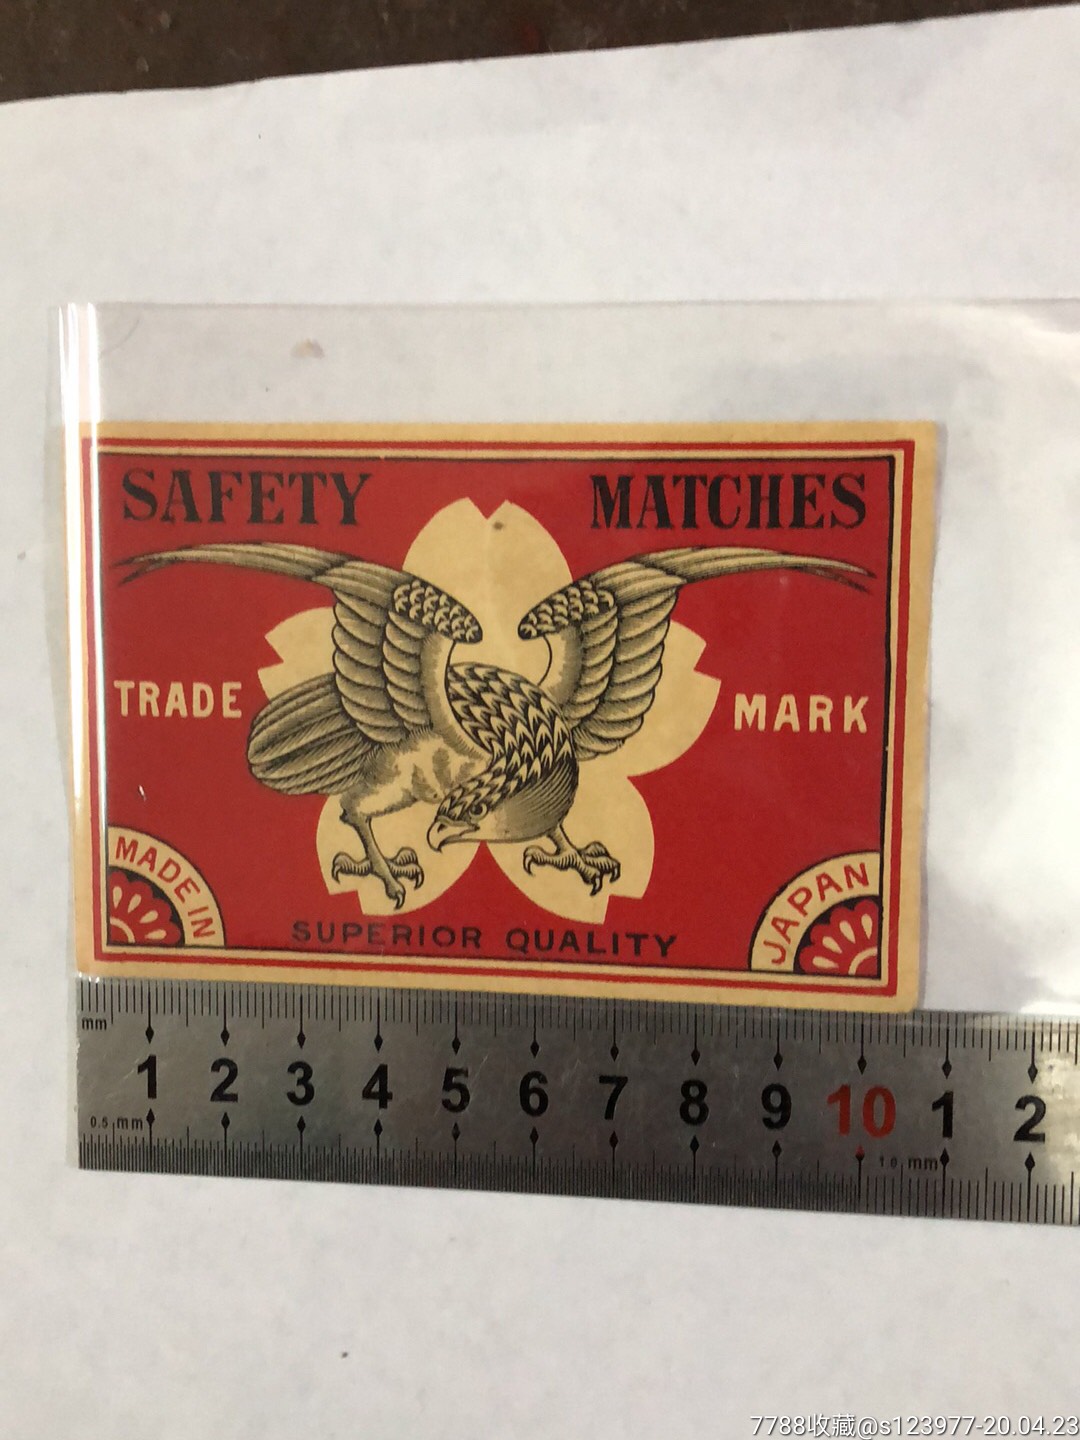 SAFETY MATCHES
TRADE MARK
MADE IN
JAPAN
SUPERIOR QUALITY
mm
1 2 3 4 5 6 7 8 9 10 1 2
0.5 mm
1.0 mm
7788收藏@s123977-20.04.23